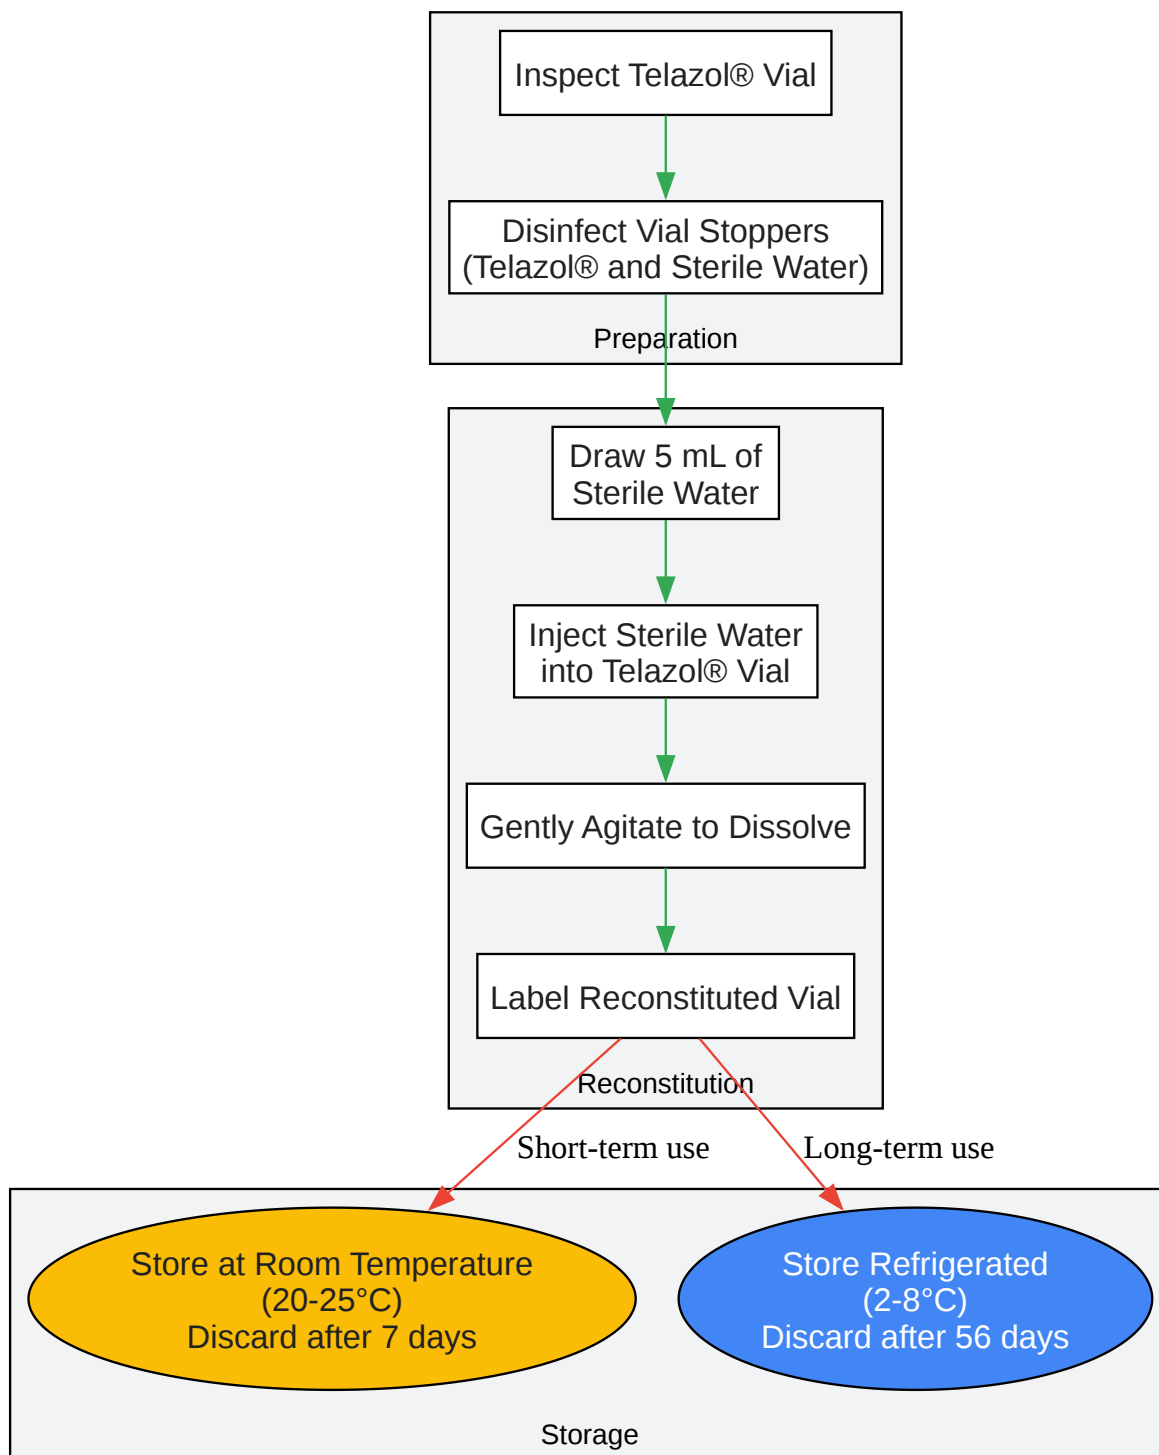 Inspect Telazol® Vial
Disinfect Vial Stoppers
(Telazol® and Sterile Water)
Preparation
Draw 5 mL of
Sterile Water
Inject Sterile Water
into Telazol® Vial
Gently Agitate to Dissolve
Label Reconstituted Vial
Reconstitution
Short-term use
Long-term use
Store at Room Temperature
(20-25°C)
Discard after 7 days
Store Refrigerated
(2-8°C)
Discard after 56 days
Storage